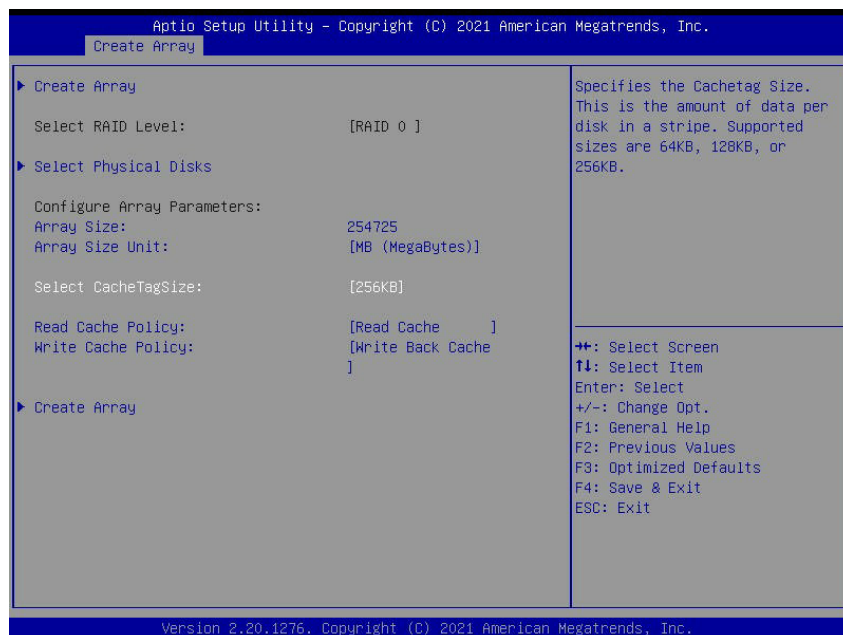 Aptio Setup Utility – Copyright (C) 2021 American Megatrends, Inc.
Create Array
Create Array
Select RAID Level: [RAID 0 ]
Select Physical Disks
Configure Array Parameters:
Array Size: 254725
Array Size Unit: [MB (MegaBytes)]
Select CacheTagSize: [256KB]
Read Cache Policy: [Read Cache ]
Write Cache Policy: [Write Back Cache
]
Create Array
Specifies the Cachetag Size.
This is the amount of data per
disk in a stripe. Supported
sizes are 64KB, 128KB, or
256KB.
→←: Select Screen
↑↓: Select Item
Enter: Select
+/-: Change Opt.
F1: General Help
F2: Previous Values
F3: Optimized Defaults
F4: Save & Exit
ESC: Exit
Version 2.20.1276. Copyright (C) 2021 American Megatrends, Inc.